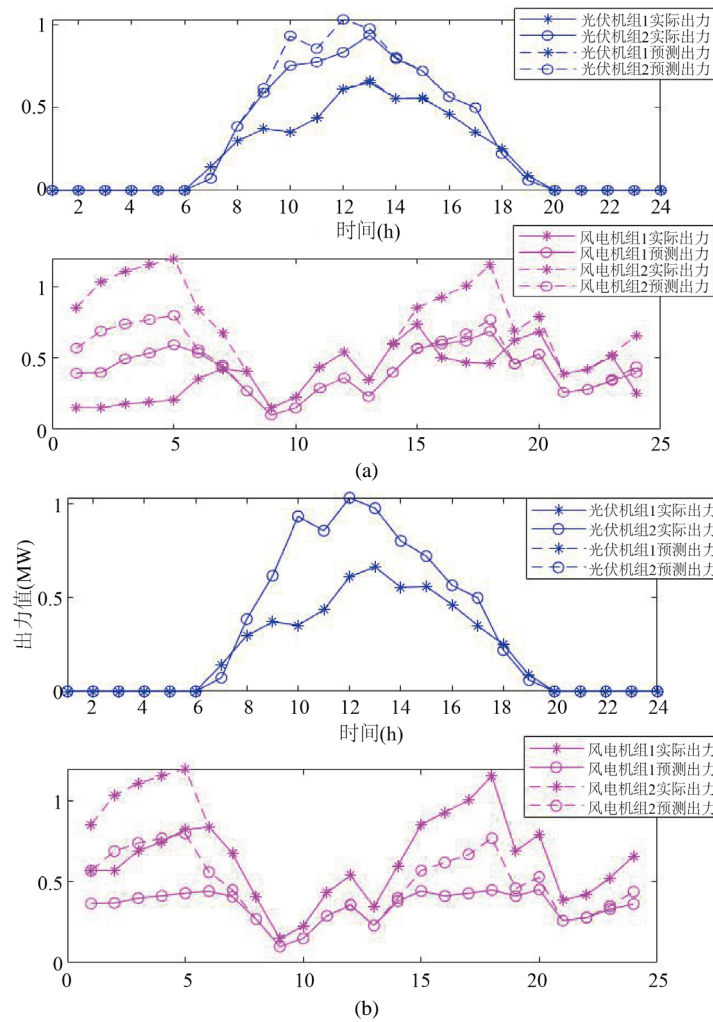 1
0.5
0
光伏机组1实际出力
光伏机组2实际出力
光伏机组1预测出力
光伏机组2预测出力
2 4 6 8 10 12 14 16 18 20 22 24
时间(h)
1
0.5
0
风电机组1实际出力
风电机组1预测出力
风电机组2实际出力
风电机组2预测出力
0 5 10 15 20 25
(a)
出力值(MW)
1
0.5
0
光伏机组1实际出力
光伏机组2实际出力
光伏机组1预测出力
光伏机组2预测出力
2 4 6 8 10 12 14 16 18 20 22 24
时间(h)
1
0.5
0
风电机组1实际出力
风电机组1预测出力
风电机组2实际出力
风电机组2预测出力
0 5 10 15 20 25
(b)